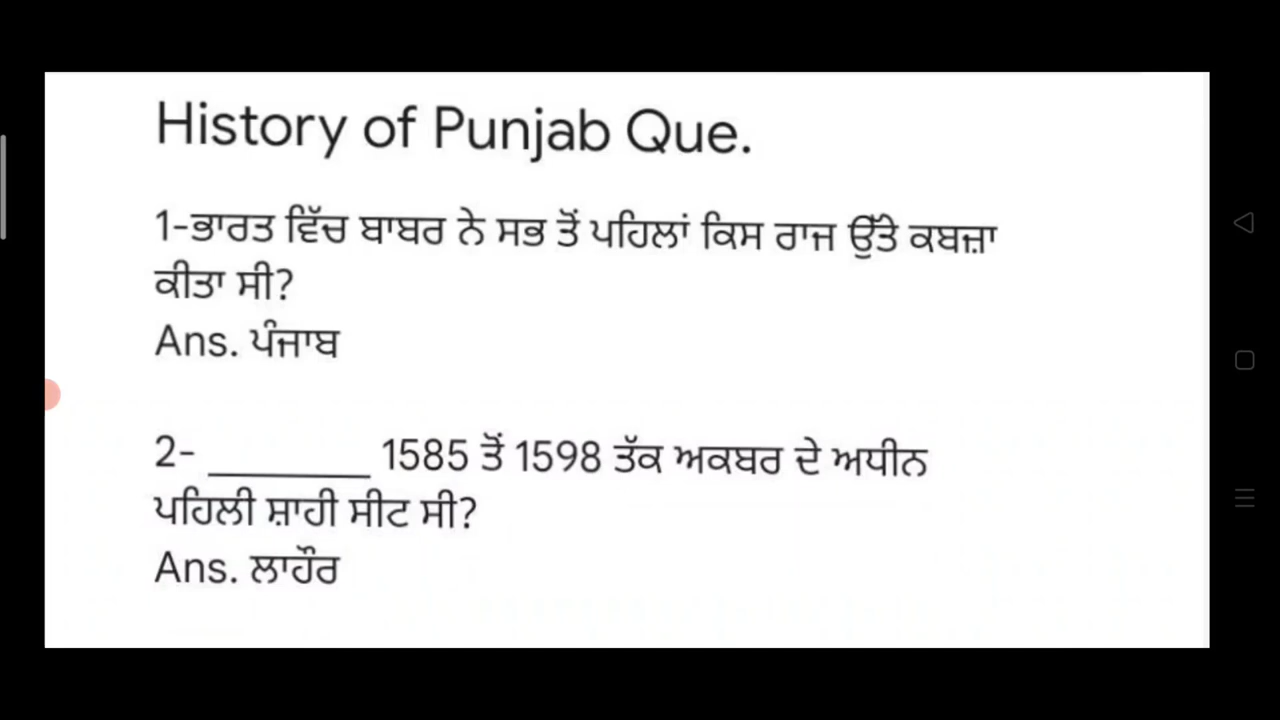 History of Punjab Que.
1-ਭਾਰਤ ਵਿੱਚ ਬਾਬਰ ਨੇ ਸਭ ਤੋਂ ਪਹਿਲਾਂ ਕਿਸ ਰਾਜ ਉੱਤੇ ਕਬਜ਼ਾ
ਕੀਤਾ ਸੀ?
Ans. ਪੰਜਾਬ
2- ________ 1585 ਤੋਂ 1598 ਤੱਕ ਅਕਬਰ ਦੇ ਅਧੀਨ
ਪਹਿਲੀ ਸ਼ਾਹੀ ਸੀਟ ਸੀ?
Ans. ਲਾਹੌਰ